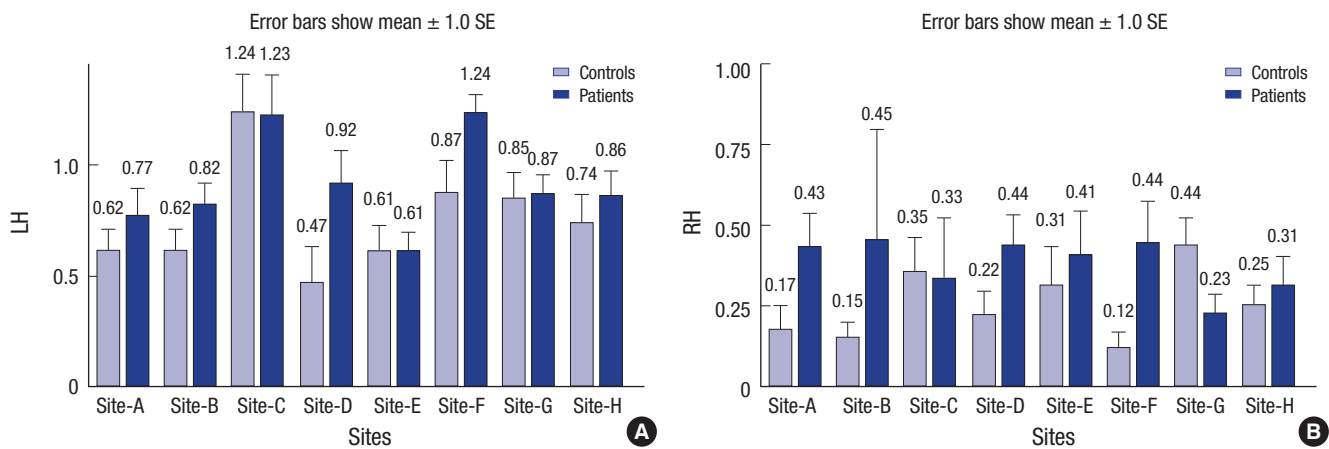 Error bars show mean ± 1.0 SE
Controls
Patients
LH
1.0
0.5
0
0.62
0.77
0.62
0.82
1.24
1.23
0.47
0.92
0.61
0.61
0.87
1.24
0.85
0.87
0.74
0.86
Site-A Site-B Site-C Site-D Site-E Site-F Site-G Site-H
Sites
A
Error bars show mean ± 1.0 SE
Controls
Patients
RH
1.00
0.75
0.50
0.25
0
0.17
0.43
0.15
0.45
0.35
0.33
0.22
0.44
0.31
0.41
0.12
0.44
0.44
0.23
0.25
0.31
Site-A Site-B Site-C Site-D Site-E Site-F Site-G Site-H
Sites
B